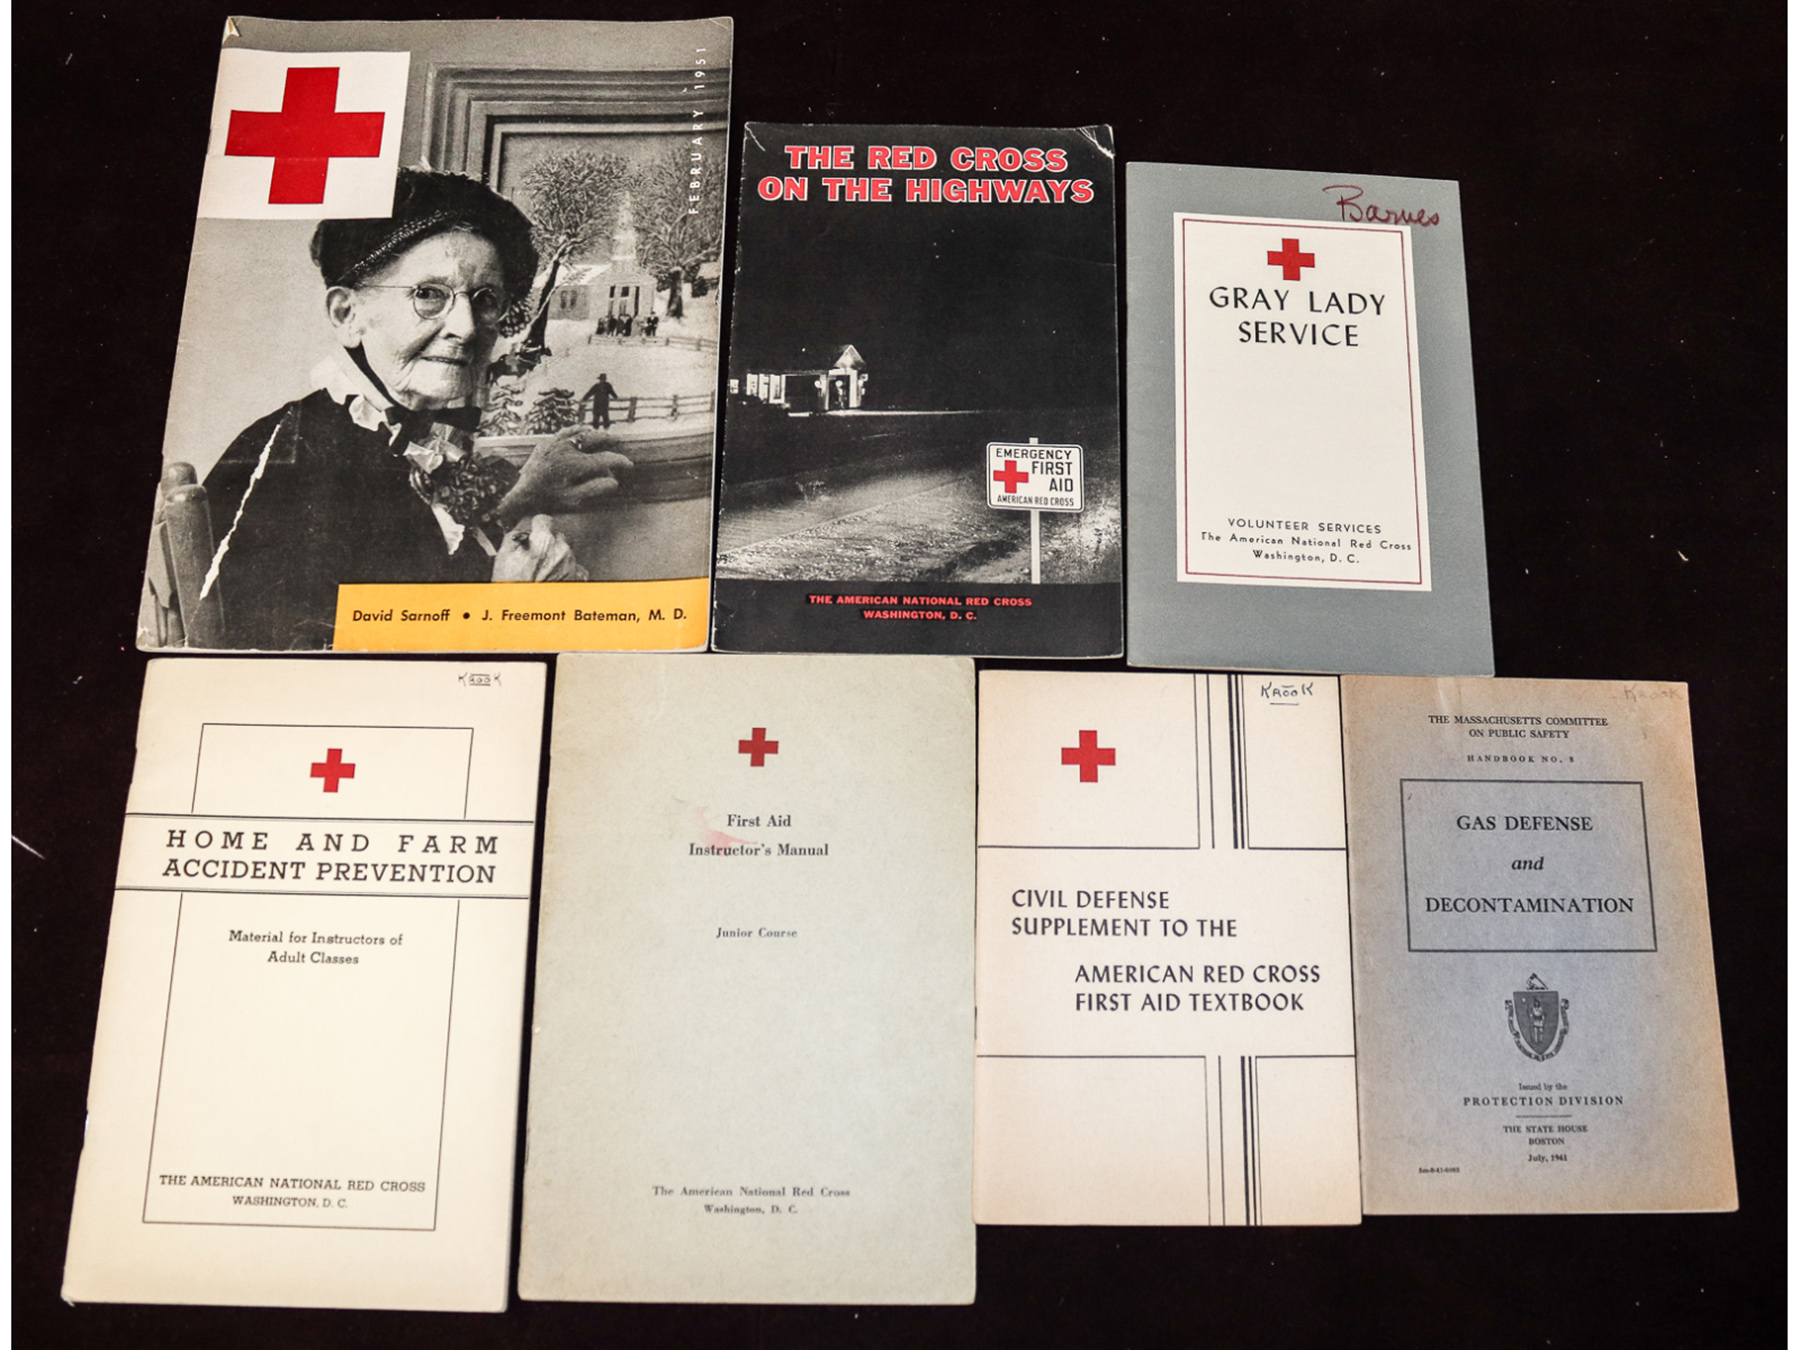 FEBRUARY 1951
David Sarnoff • J. Freemont Bateman, M. D.
THE RED CROSS
ON THE HIGHWAYS
EMERGENCY
FIRST
AID
AMERICAN RED CROSS
THE AMERICAN NATIONAL RED CROSS
WASHINGTON, D. C.
Barnes
GRAY LADY
SERVICE
VOLUNTEER SERVICES
The American National Red Cross
Washington, D. C.
KROOK
HOME AND FARM
ACCIDENT PREVENTION
Material for Instructors of
Adult Classes
THE AMERICAN NATIONAL RED CROSS
WASHINGTON, D. C.
First Aid
Instructor's Manual
Junior Course
The American National Red Cross
Washington, D. C.
KROOK
CIVIL DEFENSE
SUPPLEMENT TO THE
AMERICAN RED CROSS
FIRST AID TEXTBOOK
Krook
THE MASSACHUSETTS COMMITTEE
ON PUBLIC SAFETY
HANDBOOK NO.
GAS DEFENSE
and
DECONTAMINATION
Issued by the
PROTECTION DIVISION
THE STATE HOUSE
BOSTON
July, 1941